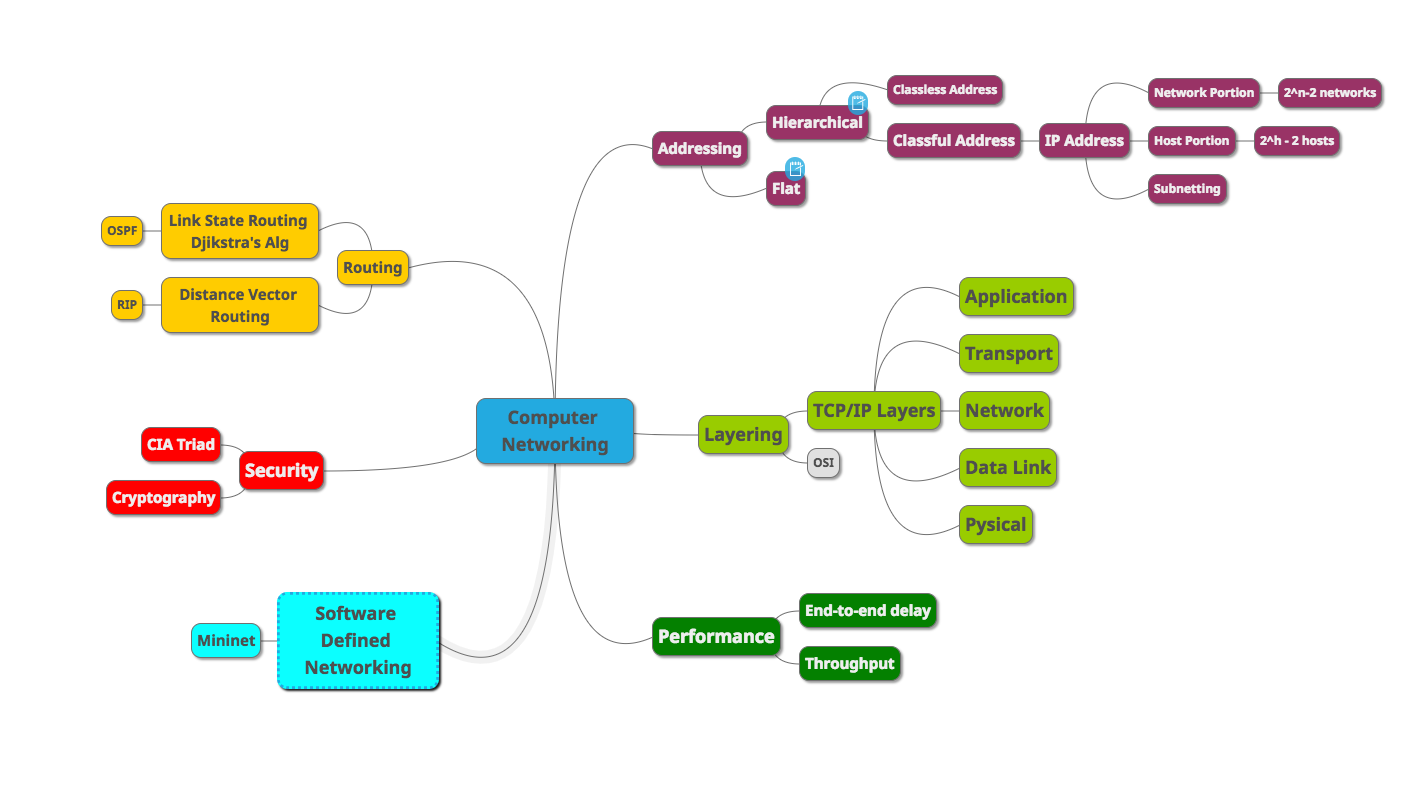 Computer
Networking
Addressing
Hierarchical
Classless Address
Classful Address
IP Address
Network Portion
2^n-2 networks
Host Portion
2^h - 2 hosts
Subnetting
Flat
Layering
TCP/IP Layers
Application
Transport
Network
Data Link
Pysical
OSI
Performance
End-to-end delay
Throughput
Routing
Link State Routing
Djikstra's Alg
OSPF
Distance Vector
Routing
RIP
Security
CIA Triad
Cryptography
Software
Defined
Networking
Mininet